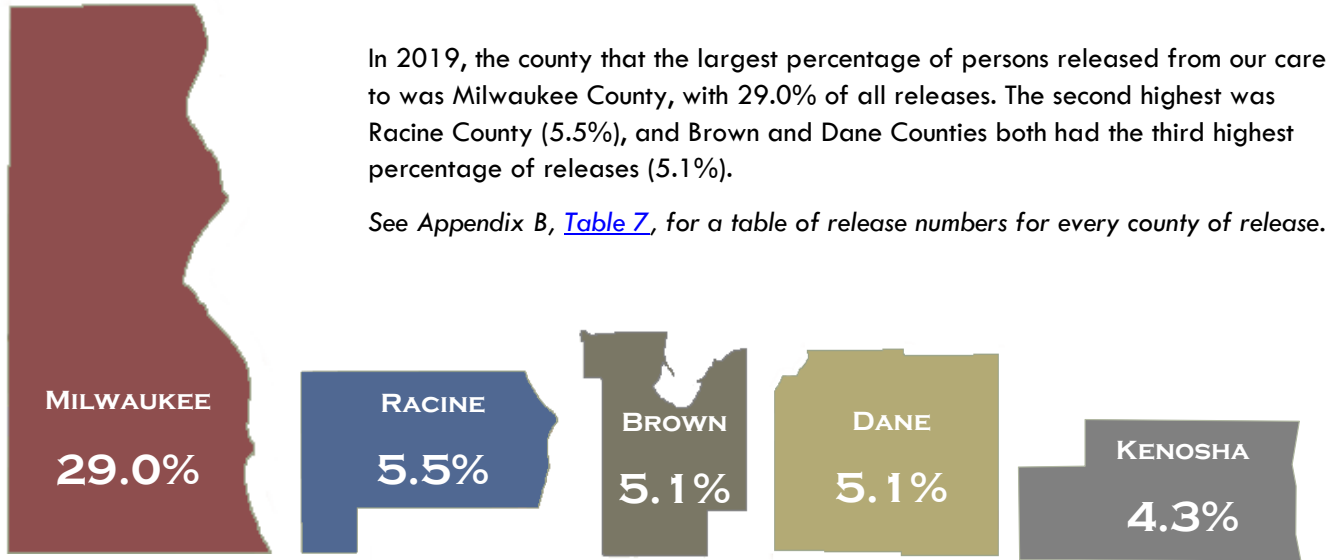 In 2019, the county that the largest percentage of persons released from our care
to was Milwaukee County, with 29.0% of all releases. The second highest was
Racine County (5.5%), and Brown and Dane Counties both had the third highest
percentage of releases (5.1%).
See Appendix B, Table 7, for a table of release numbers for every county of release.
MILWAUKEE
29.0%
RACINE
5.5%
BROWN
5.1%
DANE
5.1%
KENOSHA
4.3%